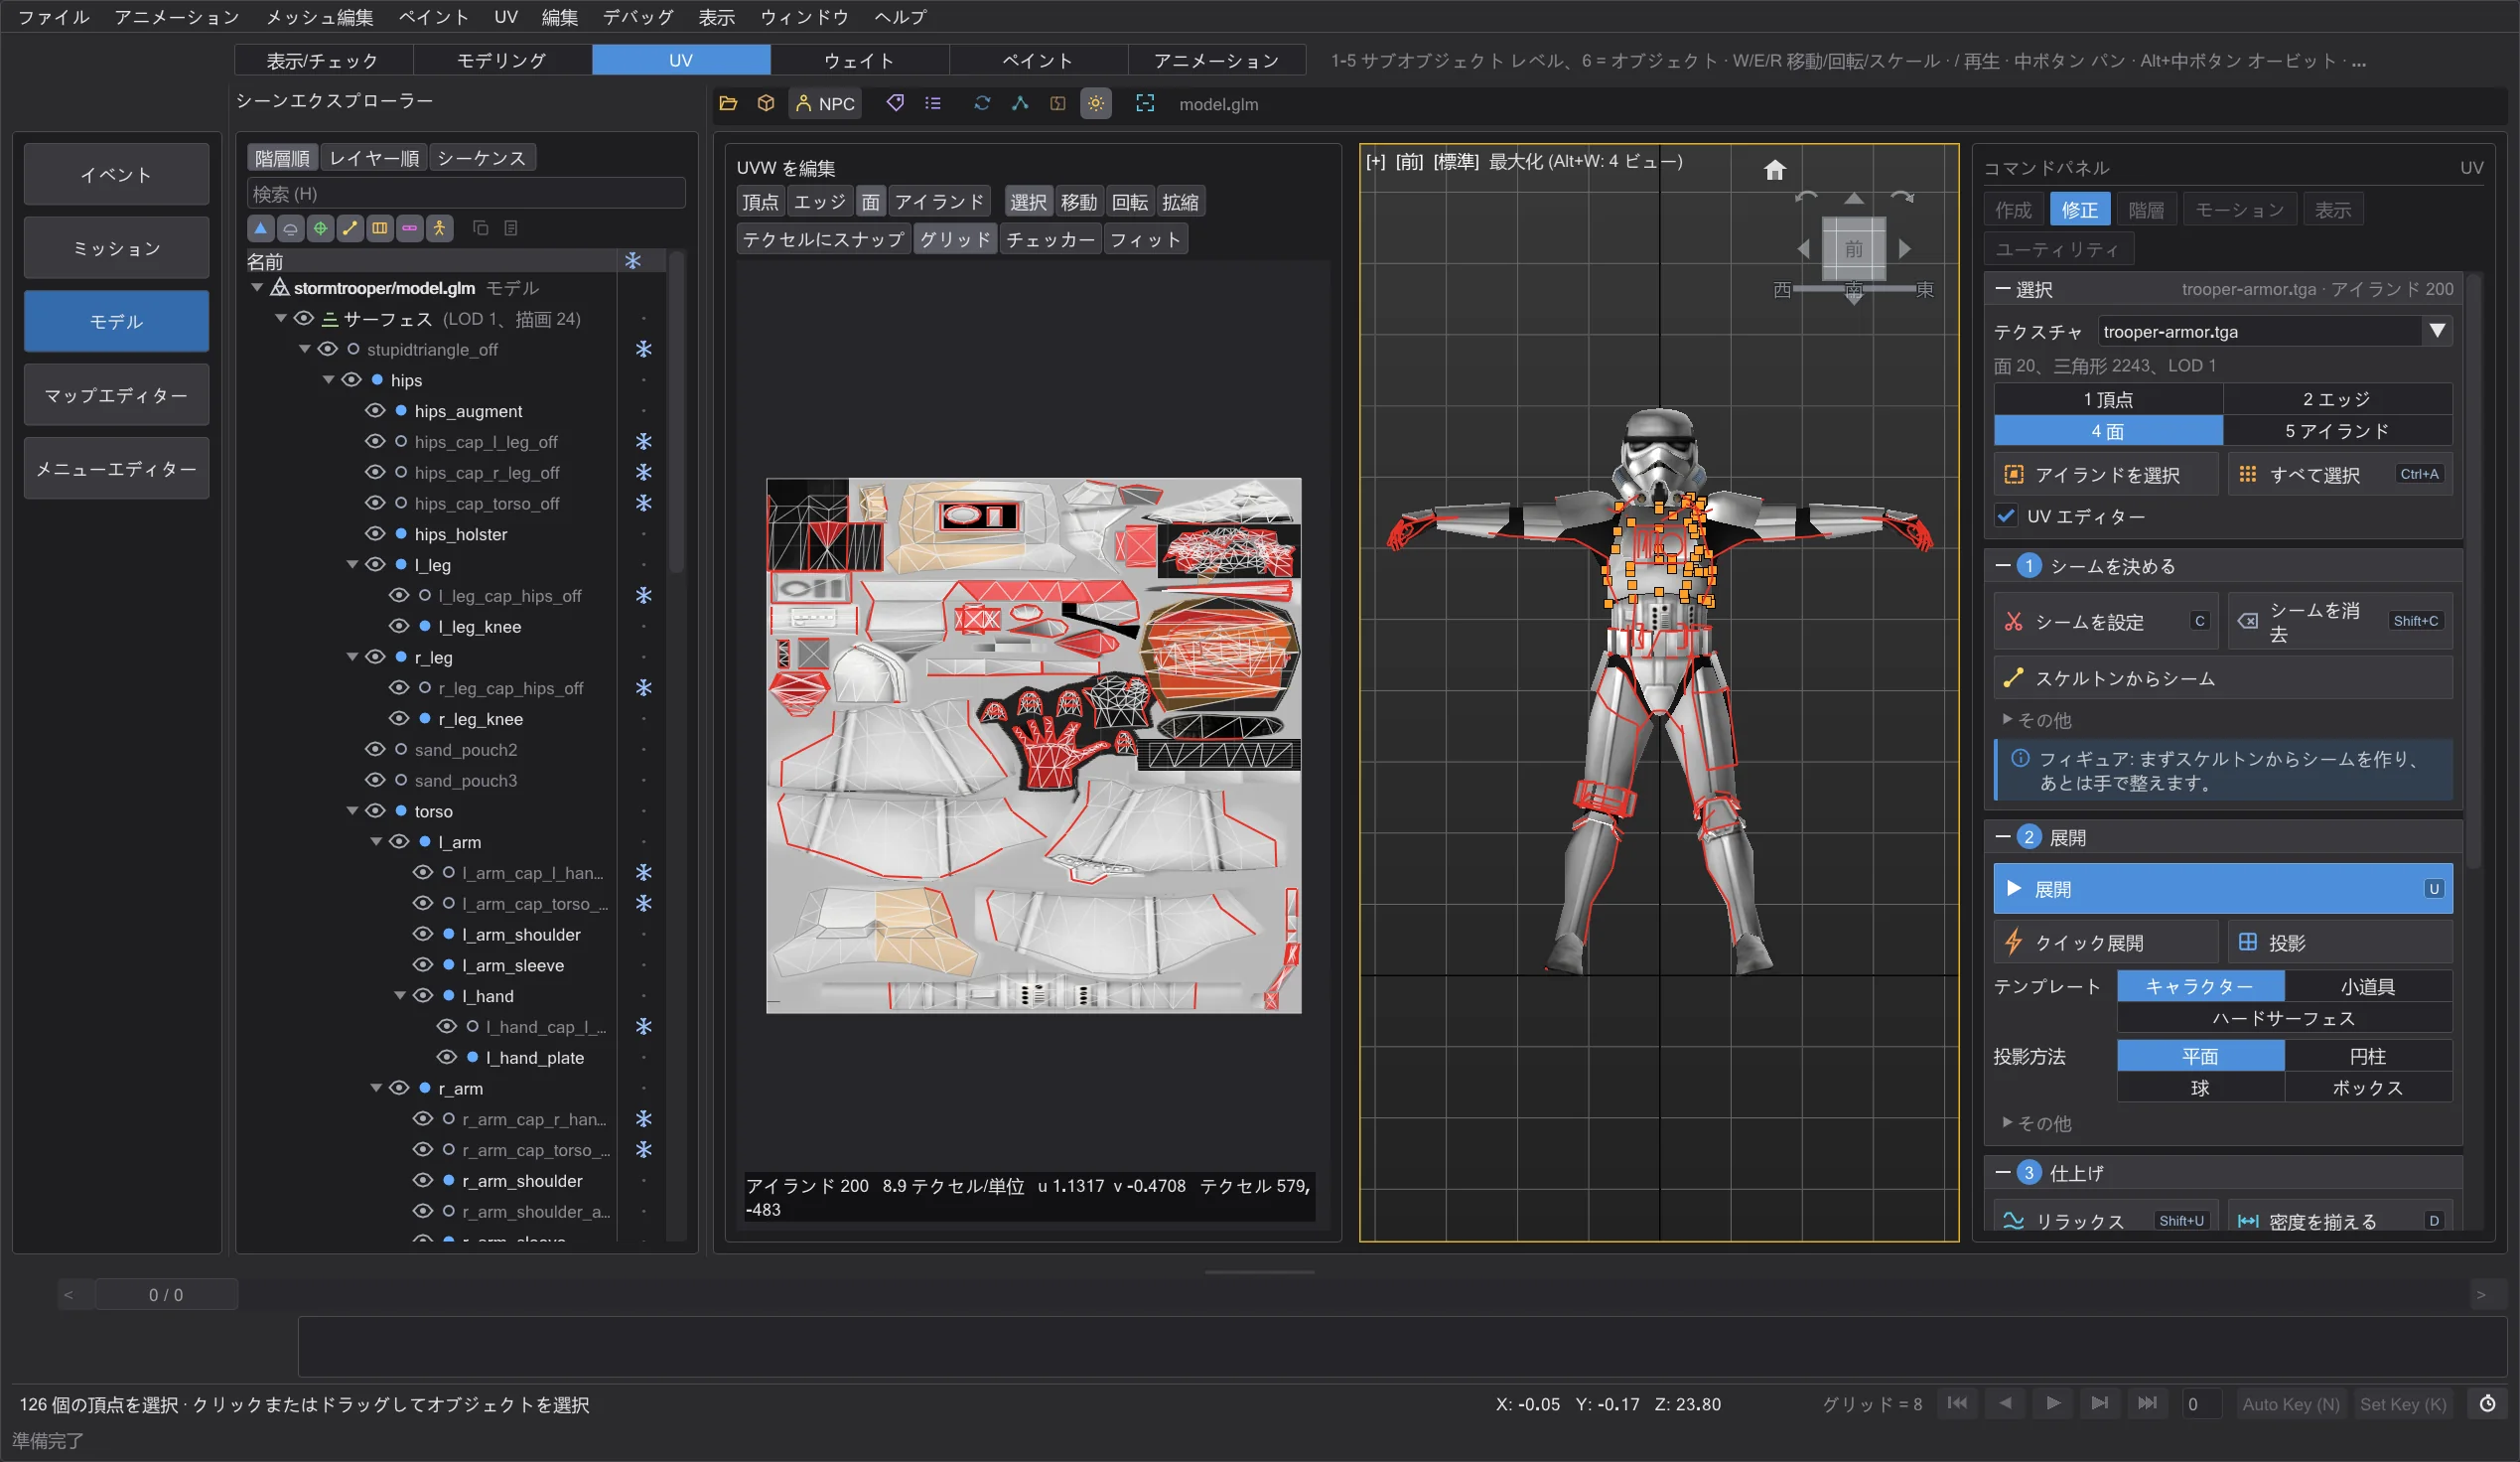 ファイル アニメーション メッシュ編集 ペイント UV 編集 デバッグ 表示 ウィンドウ ヘルプ
表示/チェック モデリング UV ウェイト ペイント アニメーション 1-5 サブオブジェクト レベル、6 = オブジェクト · W/E/R 移動/回転/スケール · / 再生 · 中ボタン パン · Alt+中ボタン オービット · ...
シーンエクスプローラー
NPC model.glm
イベント
ミッション
モデル
マップエディター
メニューエディター
階層順 レイヤー順 シーケンス
検索 (H)
名前
stormtrooper/model.glm モデル
サーフェス (LOD 1、描画 24)
stupidtriangle_off
hips
hips_augment
hips_cap_l_leg_off
hips_cap_r_leg_off
hips_cap_torso_off
hips_holster
l_leg
l_leg_cap_hips_off
l_leg_knee
r_leg
r_leg_cap_hips_off
r_leg_knee
sand_pouch2
sand_pouch3
torso
l_arm
l_arm_cap_l_han...
l_arm_cap_torso_...
l_arm_shoulder
l_arm_sleeve
l_hand
l_hand_cap_l_...
l_hand_plate
r_arm
r_arm_cap_r_han...
r_arm_cap_torso_...
r_arm_shoulder
r_arm_shoulder_a...
UVW を編集
頂点 エッジ 面 アイランド 選択 移動 回転 拡縮
テクセルにスナップ グリッド チェッカー フィット
アイランド 200 8.9 テクセル/単位 u 1.1317 v -0.4708 テクセル 579,
-483
[+] [前] [標準] 最大化 (Alt+W: 4 ビュー)
前
西 南 東
コマンドパネル UV
作成 修正 階層 モーション 表示
ユーティリティ
選択 trooper-armor.tga · アイランド 200
テクスチャ trooper-armor.tga
面 20、三角形 2243、LOD 1
1 頂点 2 エッジ
4 面 5 アイランド
アイランドを選択 すべて選択 Ctrl+A
UV エディター
1 シームを決める
シームを設定 C シームを消去 Shift+C
スケルトンからシーム
その他
フィギュア: まずスケルトンからシームを作り、
あとは手で整えます。
2 展開
展開 U
クイック展開 投影
テンプレート キャラクター 小道具
ハードサーフェス
投影方法 平面 円柱
球 ボックス
その他
3 仕上げ
リラックス Shift+U 密度を揃える D
< 0 / 0 >
126 個の頂点を選択 · クリックまたはドラッグしてオブジェクトを選択 X: -0.05 Y: -0.17 Z: 23.80 グリッド = 8 0 Auto Key (N) Set Key (K)
準備完了